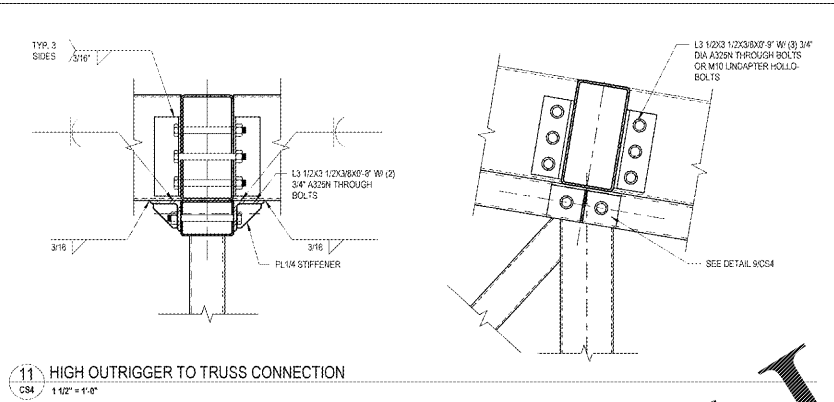 TYP. 3
SIDES
3/16"
L3 1/2X3 1/2X3/8X0'-8" W/ (2)
3/4" A325N THROUGH
BOLTS
3/16
3/16
PL1/4 STIFFENER
L3 1/2X3 1/2X3/8X0'-9" W/ (3) 3/4"
DIA A325N THROUGH BOLTS
OR M10 LINDAPTER HOLLO-
BOLTS
SEE DETAIL 9/CS4
11
CS4
HIGH OUTRIGGER TO TRUSS CONNECTION
1 1/2" = 1'-0"